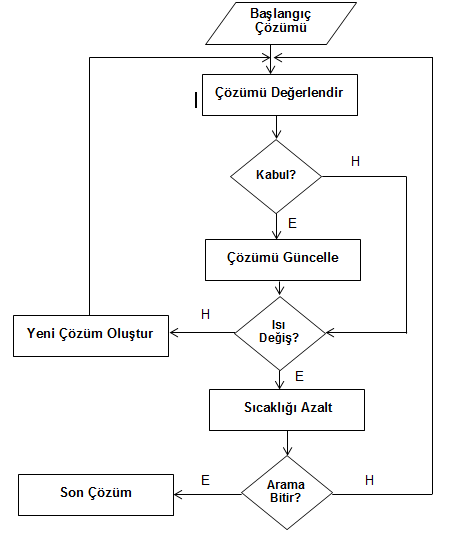 Başlangıç
Çözümü
Çözümü Değerlendir
Kabul?
H
E
Çözümü Güncelle
Isı
Değiş?
H
Yeni Çözüm Oluştur
E
Sıcaklığı Azalt
Arama
Bitir?
E
H
Son Çözüm